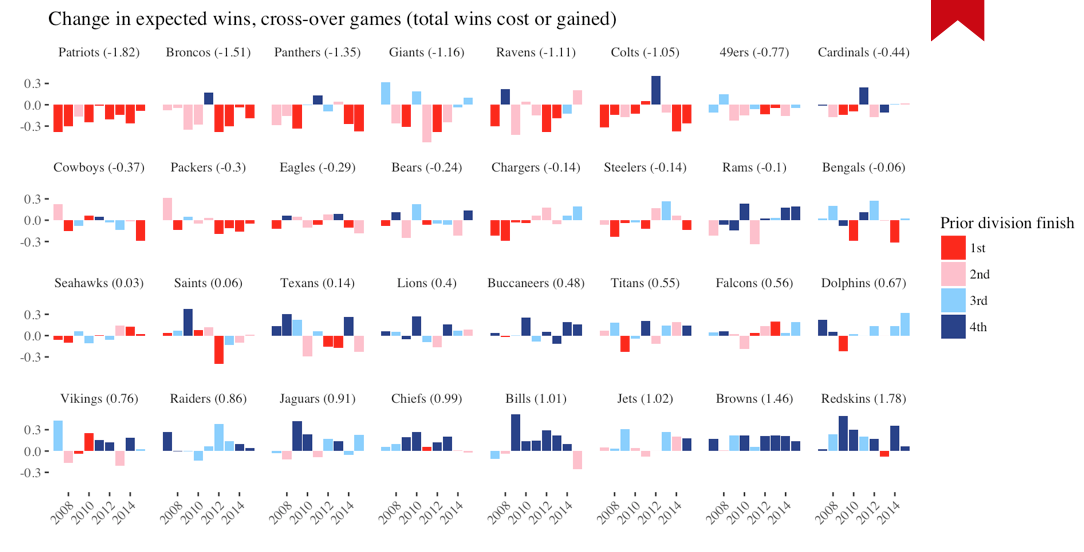 Change in expected wins, cross-over games (total wins cost or gained)
Patriots (-1.82) Broncos (-1.51) Panthers (-1.35) Giants (-1.16) Ravens (-1.11) Colts (-1.05) 49ers (-0.77) Cardinals (-0.44)
0.3
0.0
-0.3
Cowboys (-0.37) Packers (-0.3) Eagles (-0.29) Bears (-0.24) Chargers (-0.14) Steelers (-0.14) Rams (-0.1) Bengals (-0.06)
0.3
0.0
-0.3
Seahawks (0.03) Saints (0.06) Texans (0.14) Lions (0.4) Buccaneers (0.48) Titans (0.55) Falcons (0.56) Dolphins (0.67)
0.3
0.0
-0.3
Vikings (0.76) Raiders (0.86) Jaguars (0.91) Chiefs (0.99) Bills (1.01) Jets (1.02) Browns (1.46) Redskins (1.78)
0.3
0.0
-0.3
2008 2010 2012 2014 2008 2010 2012 2014 2008 2010 2012 2014 2008 2010 2012 2014 2008 2010 2012 2014 2008 2010 2012 2014 2008 2010 2012 2014 2008 2010 2012 2014
Prior division finish
1st
2nd
3rd
4th